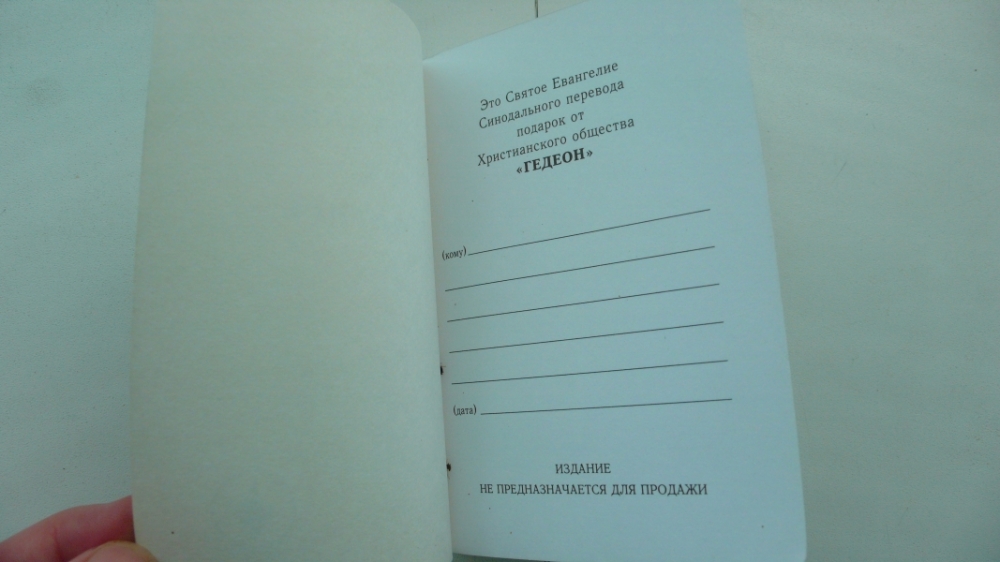 Это Святое Евангелие
Синодального перевода
подарок от
Христианского общества
«ГЕДЕОН»
(кому)
(дата)
ИЗДАНИЕ
НЕ ПРЕДНАЗНАЧАЕТСЯ ДЛЯ ПРОДАЖИ